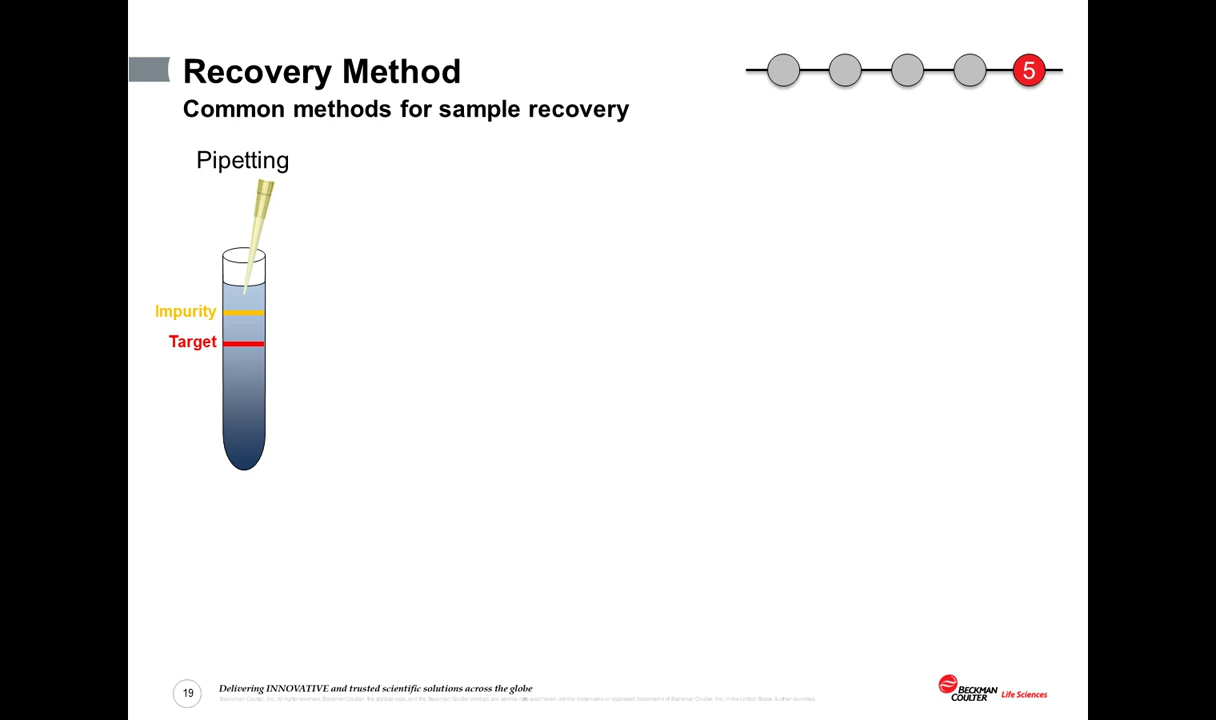 Recovery Method
Common methods for sample recovery
5
Pipetting
Impurity
Target
19
Delivering INNOVATIVE and trusted scientific solutions across the globe
BECKMAN
COULTER
Life Sciences